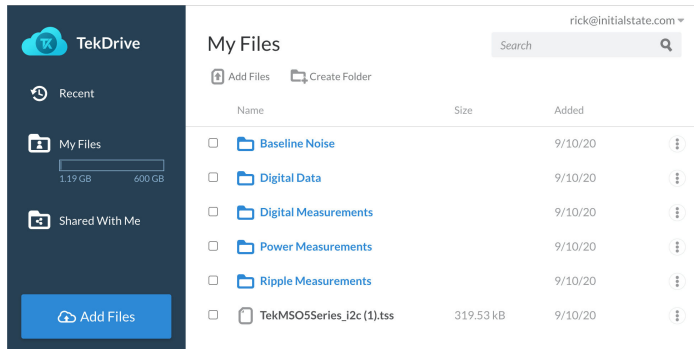 rick@initialstate.com
TK
TekDrive
My Files
Search
Add Files
Create Folder
Recent
Name Size Added
My Files
Baseline Noise 9/10/20
1.19 GB 600 GB
Digital Data 9/10/20
Shared With Me
Digital Measurements 9/10/20
Power Measurements 9/10/20
Ripple Measurements 9/10/20
Add Files
TekMSO5Series_i2c (1).tss 319.53 kB 9/10/20